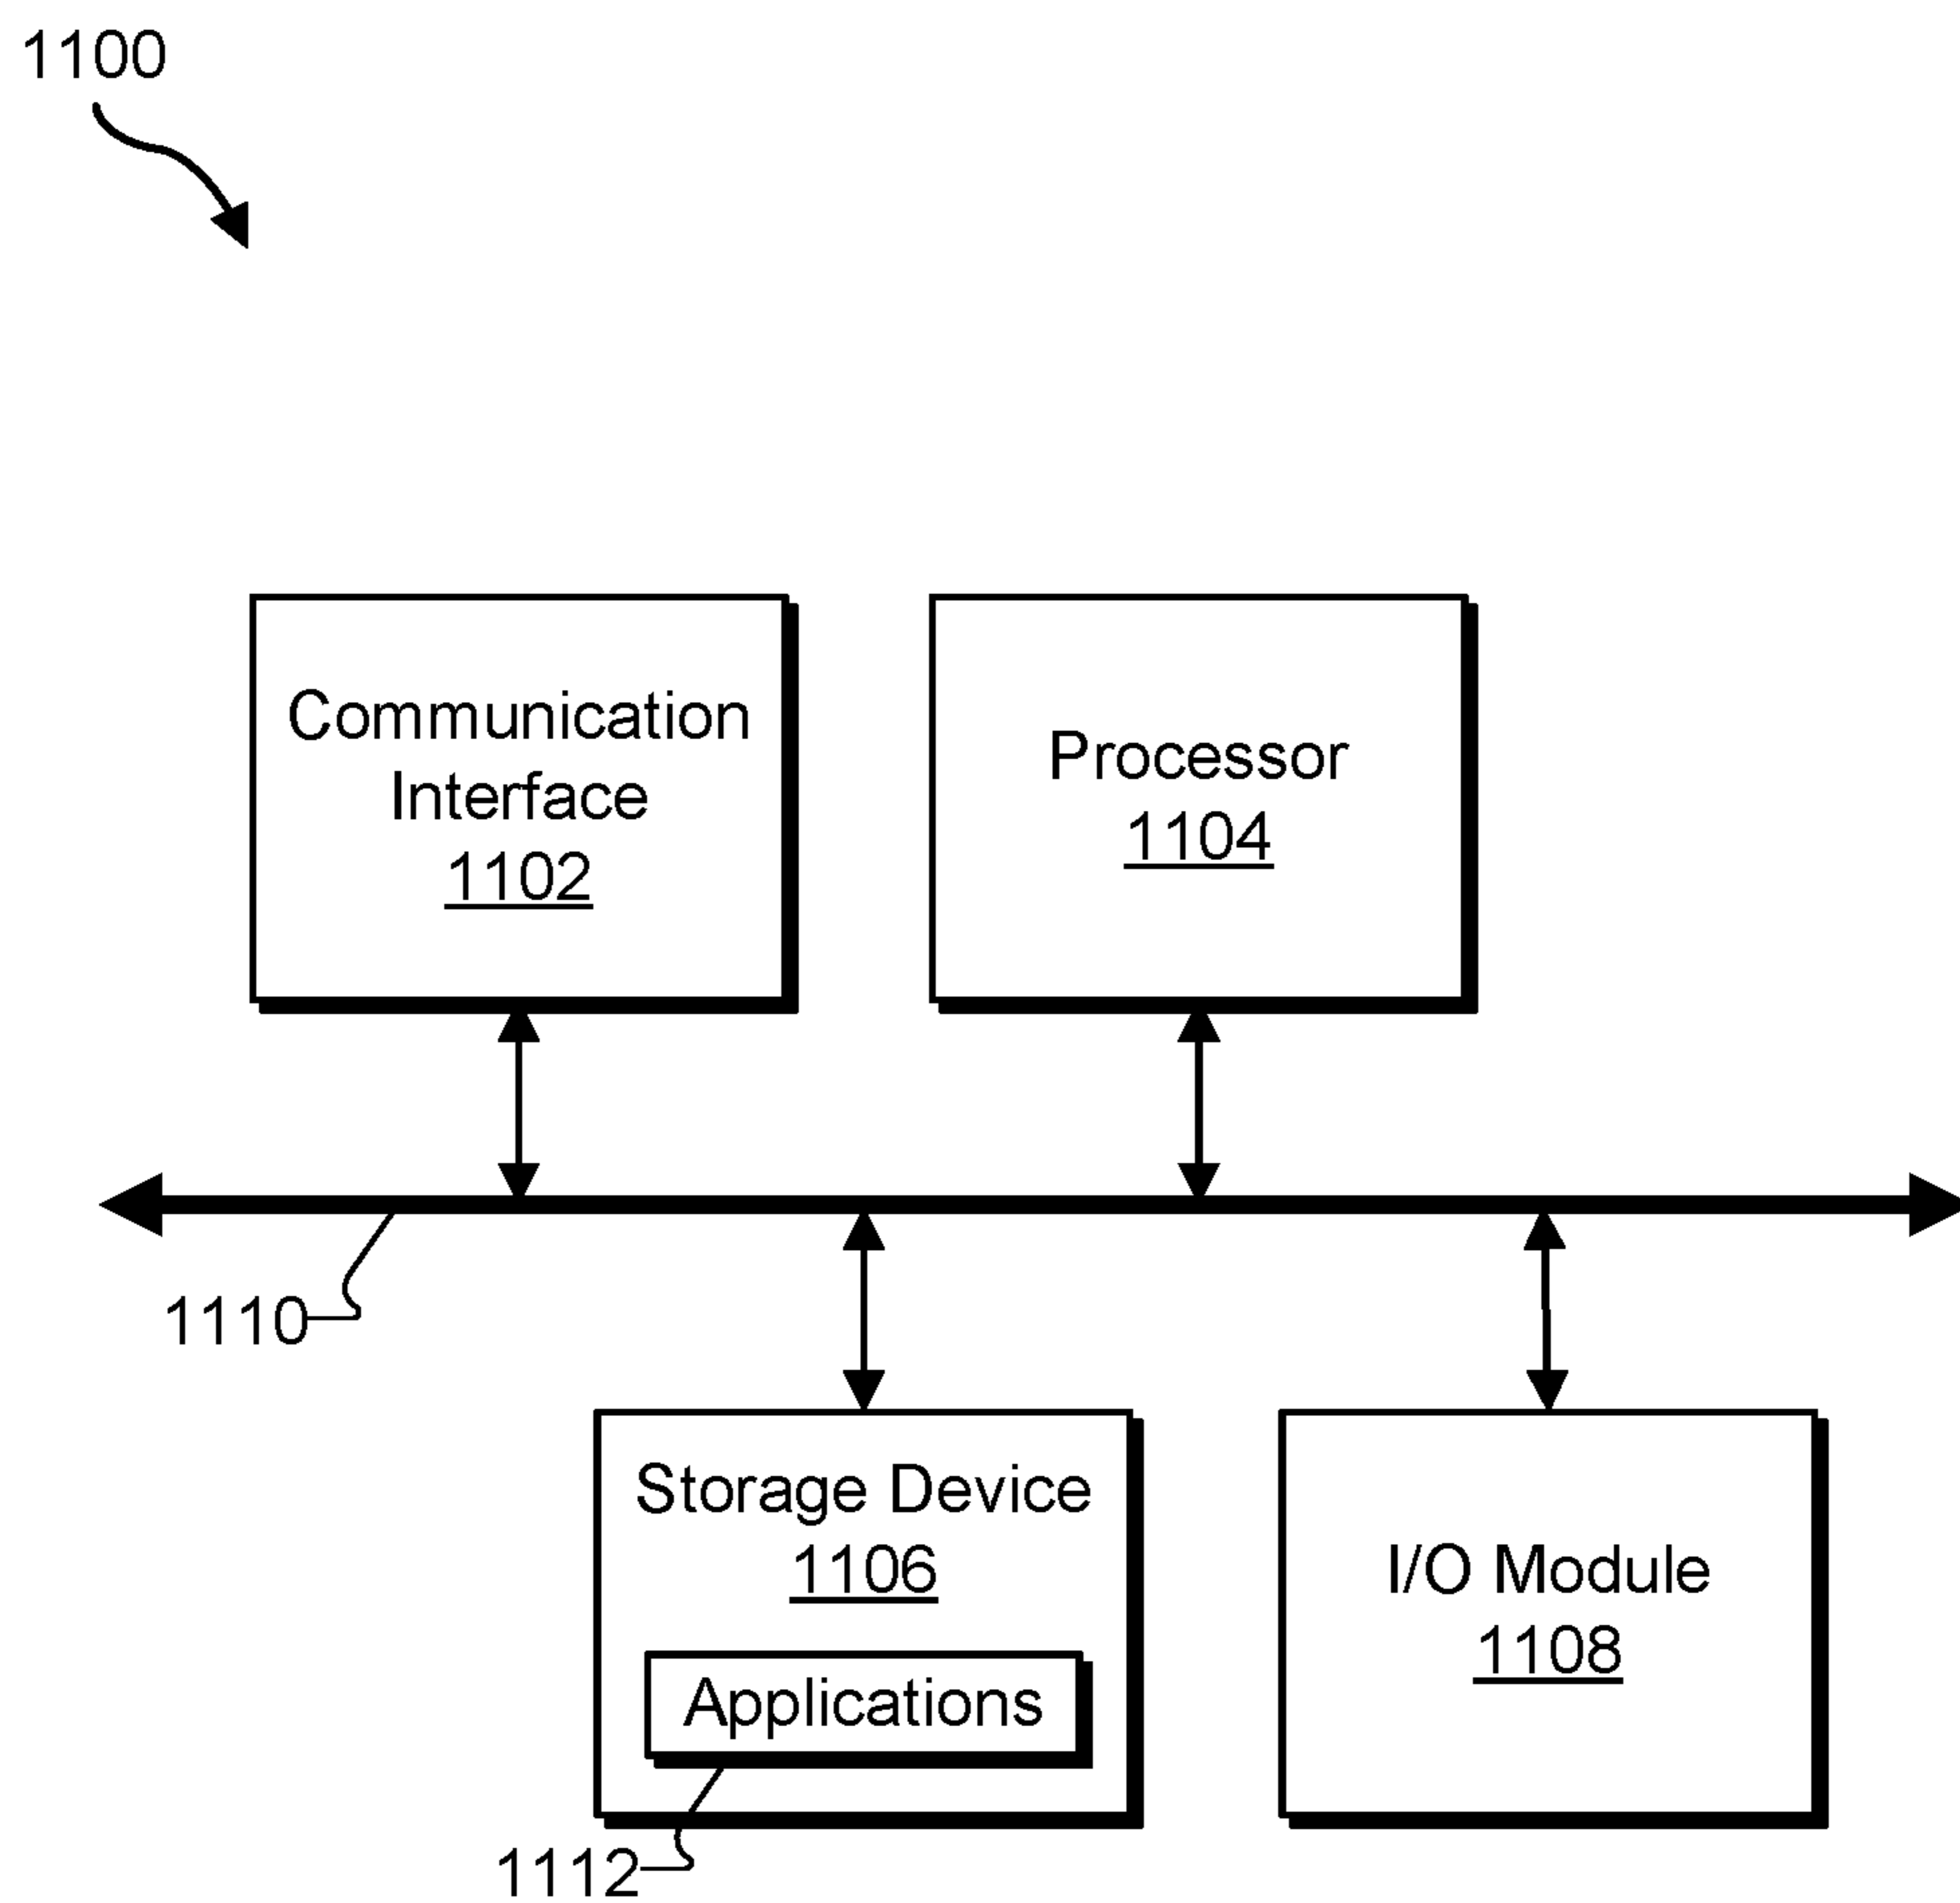 1100
Communication
Interface
1102
Processor
1104
1110
Storage Device
1106
Applications
1112
I/O Module
1108